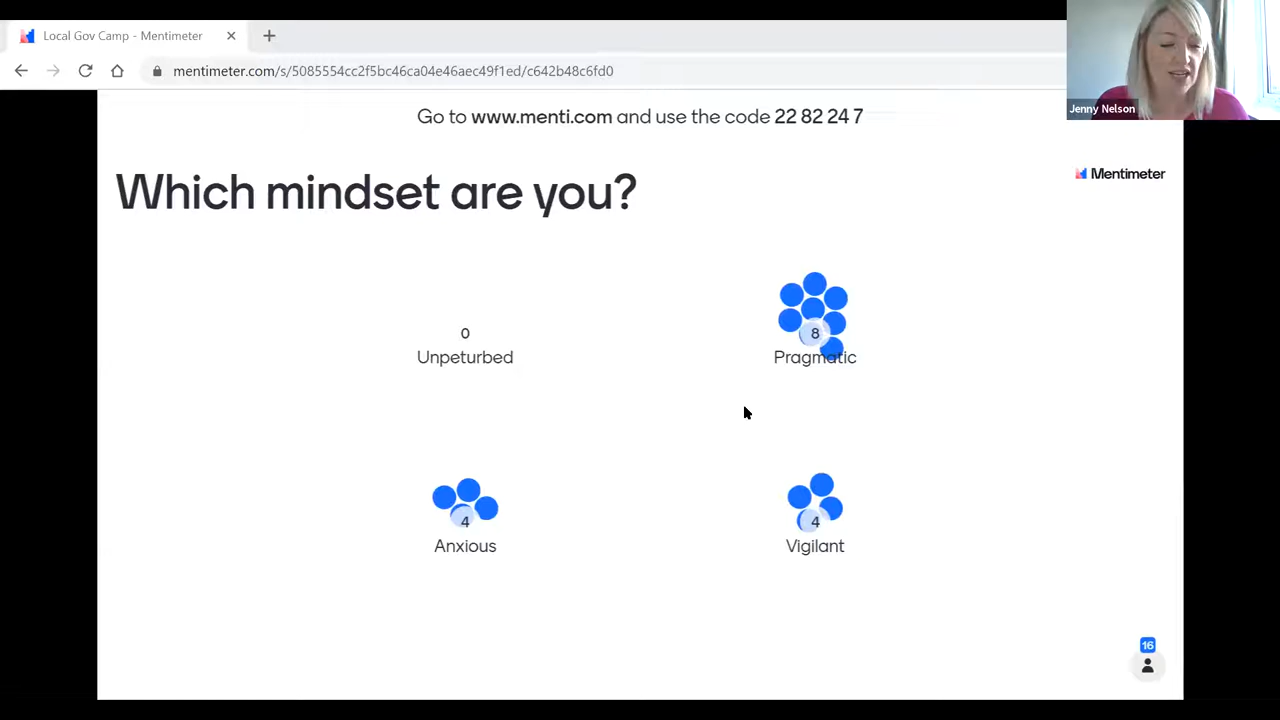 Local Gov Camp - Mentimeter
mentimeter.com/s/5085554cc2f5bc46ca04e46aec49f1ed/c642b48c6fd0
Jenny Nelson
Go to www.menti.com and use the code 22 82 24 7
Mentimeter
Which mindset are you?
0
Unpeturbed
8
Pragmatic
4
Anxious
4
Vigilant
16